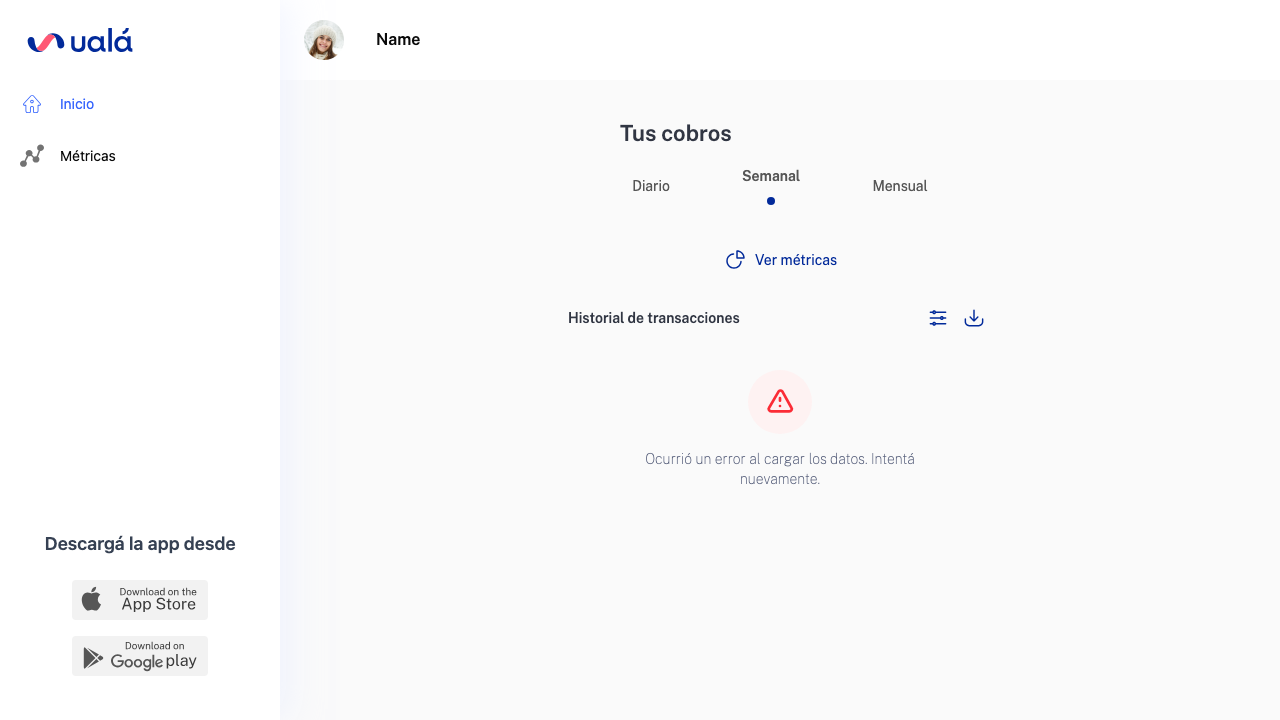 ualá
Name
Inicio
Métricas
Tus cobros
Diario
Semanal
Mensual
Ver métricas
Historial de transacciones
Ocurrió un error al cargar los datos. Intentá
nuevamente.
Descargá la app desde
Download on the
App Store
Download on
Google play